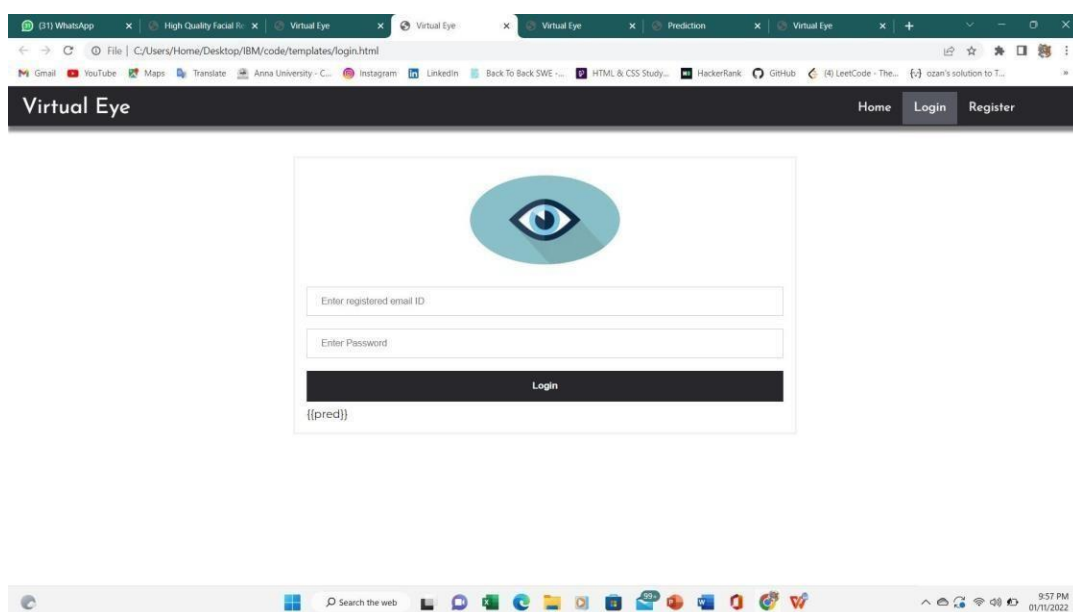 (31) WhatsApp
High Quality Facial Re
Virtual Eye
Virtual Eye
Virtual Eye
Prediction
Virtual Eye
File | C:/Users/Home/Desktop/IBM/code/templates/login.html
Gmail YouTube Maps Translate Anna University - C... Instagram LinkedIn Back To Back SWE -... HTML & CSS Study... HackerRank GitHub (4) LeetCode - The... ozan's solution to T...
Virtual Eye
Home Login Register
Enter registered email ID
Enter Password
Login
{{pred}}
Search the web
99+
9:57 PM
01/11/2022